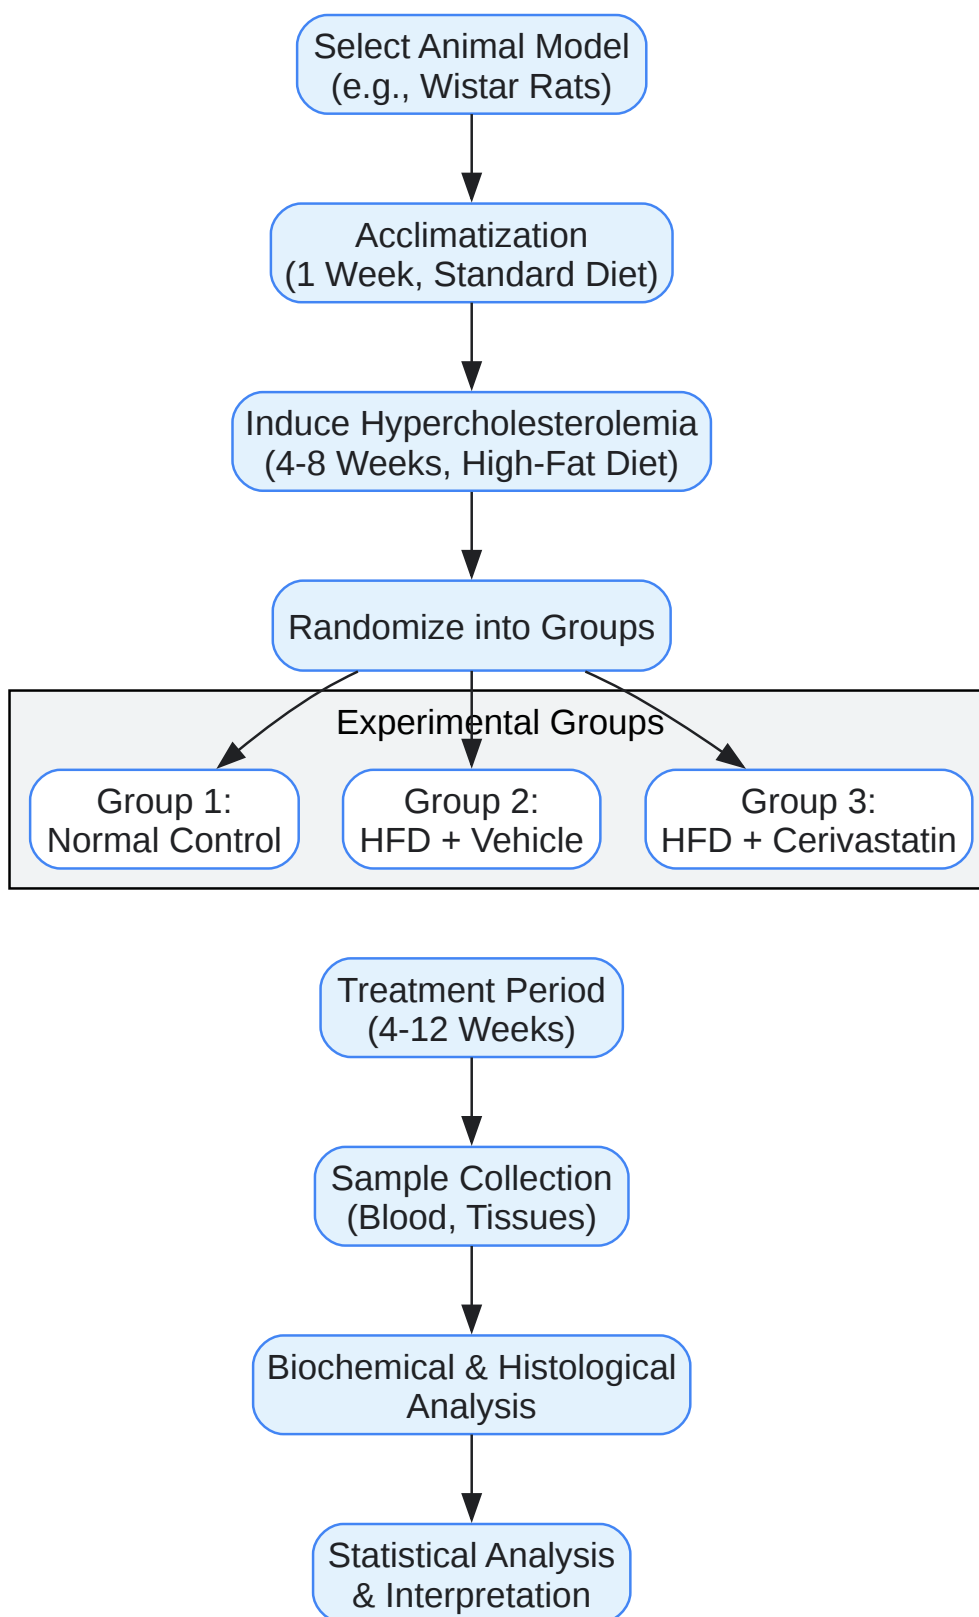 Select Animal Model
(e.g., Wistar Rats)
Acclimatization
(1 Week, Standard Diet)
Induce Hypercholesterolemia
(4-8 Weeks, High-Fat Diet)
Randomize into Groups
Experimental Groups
Group 1:
Normal Control
Group 2:
HFD + Vehicle
Group 3:
HFD + Cerivastatin
Treatment Period
(4-12 Weeks)
Sample Collection
(Blood, Tissues)
Biochemical & Histological
Analysis
Statistical Analysis
& Interpretation